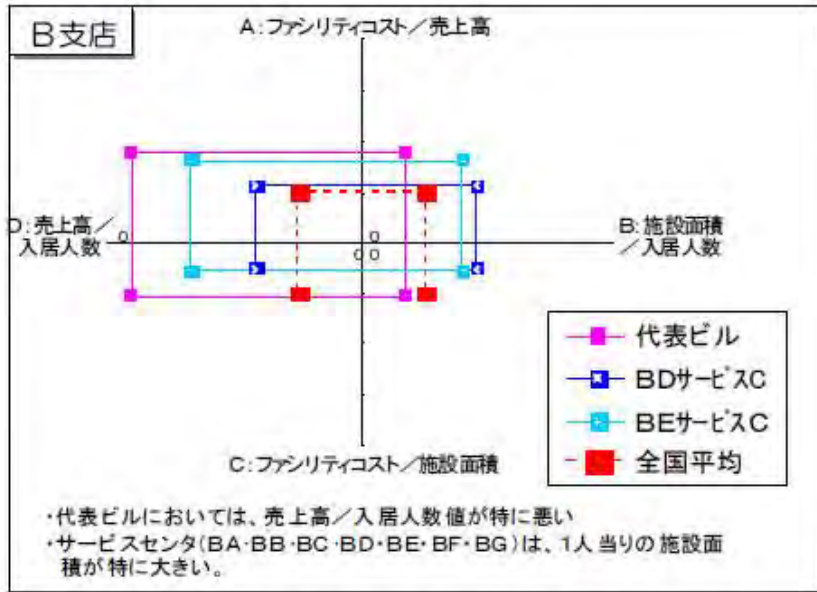 B支店
A:ファシリティコスト/売上高
D:売上高/
入居人数
0
0
0 0
B:施設面積
/入居人数
代表ビル
BDサービスC
BEサービスC
全国平均
C:ファシリティコスト/施設面積
・代表ビルにおいては、売上高/入居人数値が特に悪い
・サービスセンタ(BA・BB・BC・BD・BE・BF・BG)は、1人当りの施設面
積が特に大きい。